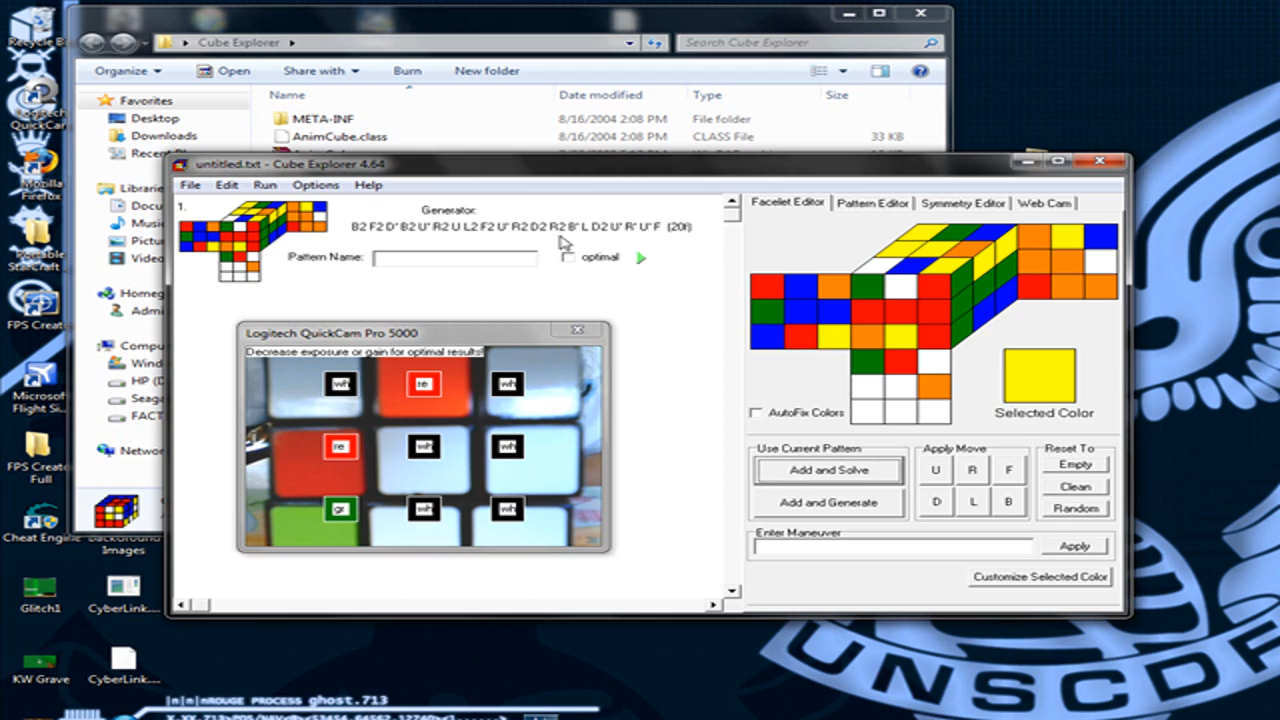 Cube Explorer
Search Cube Explorer
Organize
Open
Share with
Burn
New folder
Name
Date modified
Type
Size
Favorites
Desktop
Downloads
META-INF
8/16/2004 2:08 PM
File folder
AnimCube.class
8/16/2004 2:08 PM
CLASS File
33 KB
untitled.txt - Cube Explorer 4.64
File Edit Run Options Help
1.
Generator:
B2 F2 D' B2 U' R2 U L2 F2 U' R2 D2 R2 B' L D2 U' R' U' F (20f)
Pattern Name:
optimal
Logitech QuickCam Pro 5000
Decrease exposure or gain for optimal results!
wh re wh
re wh wh
gr wh wh
Facelet Editor
Pattern Editor
Symmetry Editor
Web Cam
AutoFix Colors
Selected Color
Use Current Pattern
Add and Solve
Add and Generate
Apply Move
U R F
D L B
Reset To
Empty
Clean
Random
Enter Maneuver
Apply
Customize Selected Color
Mozilla
Firefox
Microsoft
Flight Si...
FPS Creato
Full
Images
Glitch1
CyberLink....
KW Grave
CyberLink....
UNSCDF
ROUGE PROCESS ghost.713